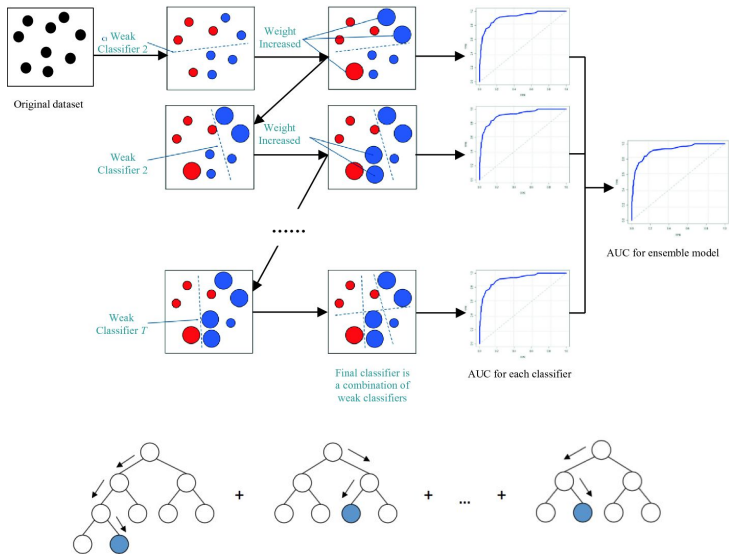 α Weak
Classifier 2
Weight
Increased
Original dataset
Weak
Classifier 2
Weight
Increased
......
AUC for ensemble model
Weak
Classifier T
Final classifier is
a combination of
weak classifiers
AUC for each classifier
+
+
...
+